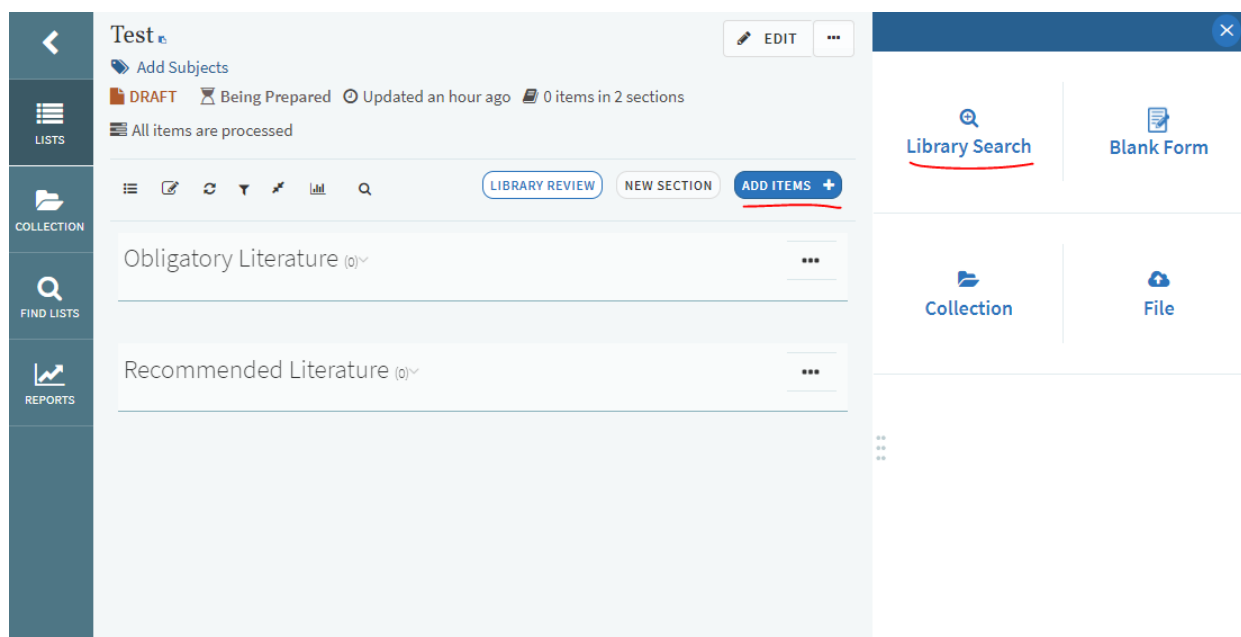 Test
EDIT
Add Subjects
DRAFT Being Prepared Updated an hour ago 0 items in 2 sections
All items are processed
LISTS
COLLECTION
FIND LISTS
REPORTS
LIBRARY REVIEW NEW SECTION ADD ITEMS +
Obligatory Literature (0)
Recommended Literature (0)
Library Search
Blank Form
Collection
File